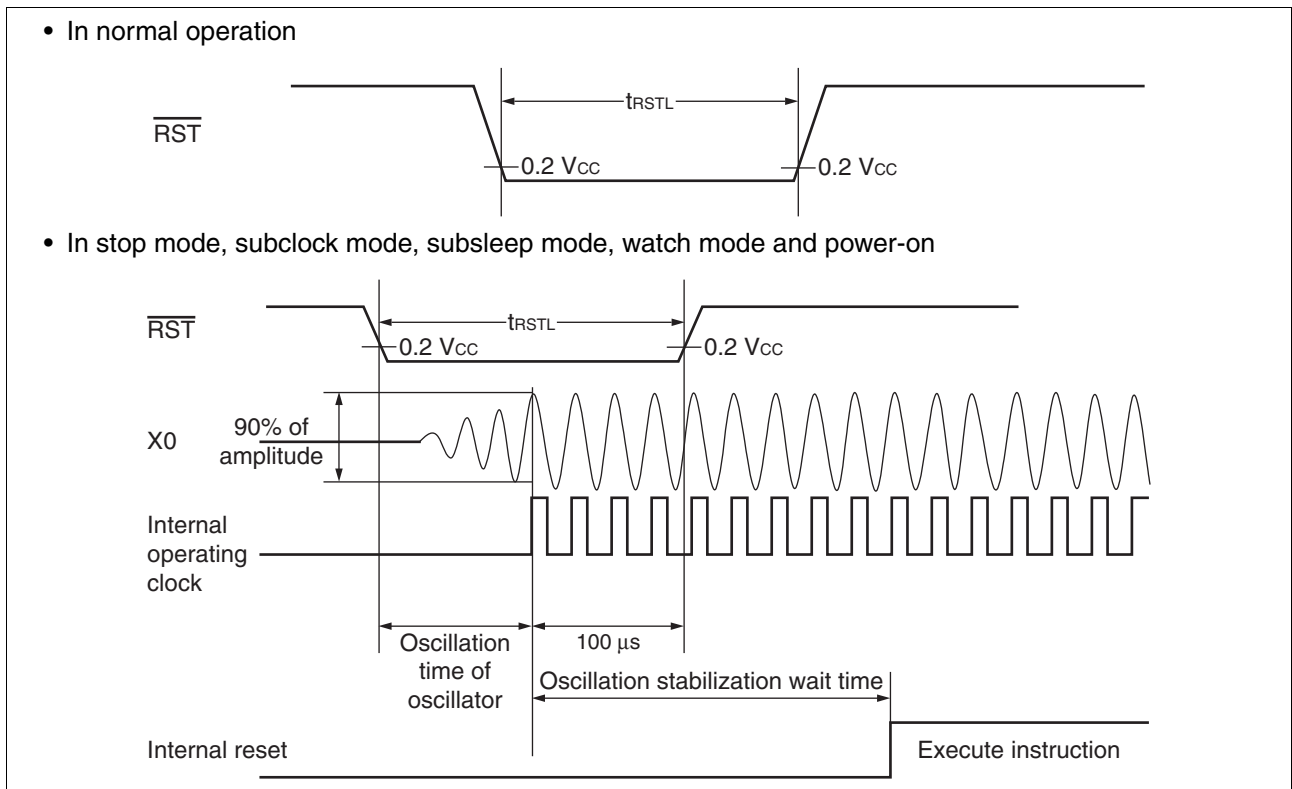 • In normal operation
tRSTL
RST
0.2 VCC
0.2 VCC
• In stop mode, subclock mode, subsleep mode, watch mode and power-on
RST
tRSTL
0.2 VCC
0.2 VCC
X0
90% of
amplitude
Internal
operating
clock
Oscillation
time of
oscillator
100 μs
Oscillation stabilization wait time
Internal reset
Execute instruction